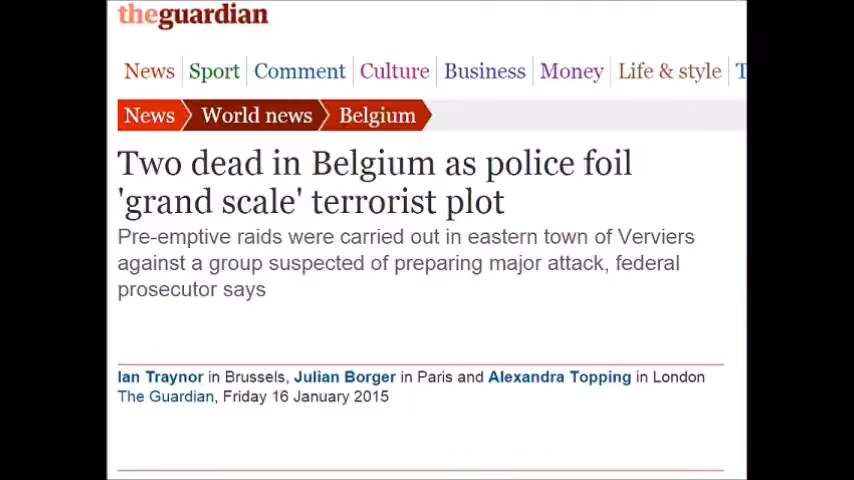 theguardian
News Sport Comment Culture Business Money Life & style
News World news Belgium
Two dead in Belgium as police foil
'grand scale' terrorist plot
Pre-emptive raids were carried out in eastern town of Verviers
against a group suspected of preparing major attack, federal
prosecutor says
Ian Traynor in Brussels, Julian Borger in Paris and Alexandra Topping in London
The Guardian, Friday 16 January 2015